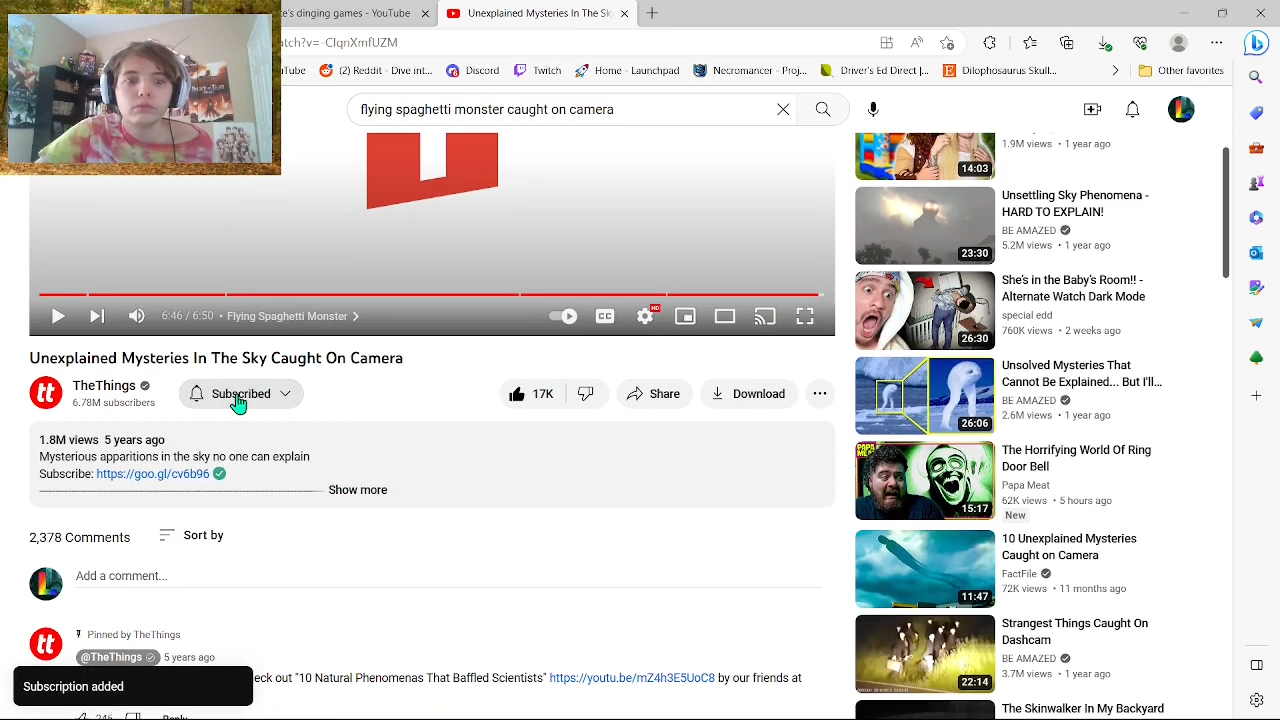 's singing game - YouTube
Unexplained Mysteries In The Sk
atch?v=-CIqnXmfUZM
uTube
(2) Reddit - Dive
Discord
Twitch
Home - Launchpad
Necromancy: Proj...
Driver's Ed Direct |...
Dilophosaurus Skull...
Other favorites
flying spaghetti monster caught on camera
6:46 / 6:50 • Flying Spaghetti Monster
HD
Unexplained Mysteries In The Sky Caught On Camera
tt
TheThings
6.78M subscribers
Subscribed
17K
Share
Download
1.8M views 5 years ago
Mysterious apparitions in the sky no one can explain
Subscribe: https://goo.gl/cv6b96
Show more
2,378 Comments
Sort by
Add a comment...
tt
Pinned by TheThings
@TheThings
5 years ago
eck out
Phenomenas That Baffled Scientists"
by our friends at
246
Reply
Subscription added
14:03
1.9M views • 1 year ago
23:30
Unsettling Sky Phenomena -
HARD TO EXPLAIN!
BE AMAZED
5.2M views • 1 year ago
26:30
She's in the Baby's Room!! -
Alternate Watch Dark Mode
special edd
760K views • 2 weeks ago
26:06
Unsolved Mysteries That
Cannot Be Explained... But I'll...
BE AMAZED
2.6M views • 1 year ago
PAPA MEAT
15:17
The Horrifying World Of Ring
Door Bell
Papa Meat
62K views • 5 hours ago
New
11:47
10 Unexplained Mysteries
Caught on Camera
FactFile
72K views • 11 months ago
22:14
Strangest Things Caught On
Dashcam
BE AMAZED
3.7M views • 1 year ago
The Skinwalker In My Backyard